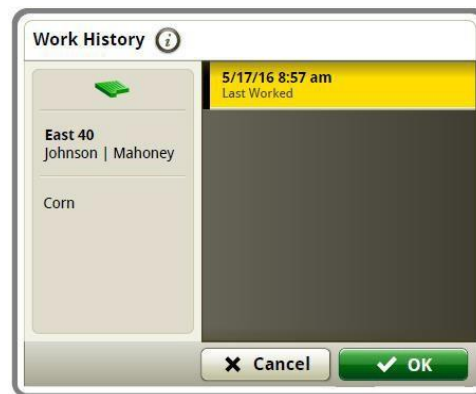 Work History i
East 40
Johnson | Mahoney
Corn
5/17/16 8:57 am
Last Worked
Cancel
OK